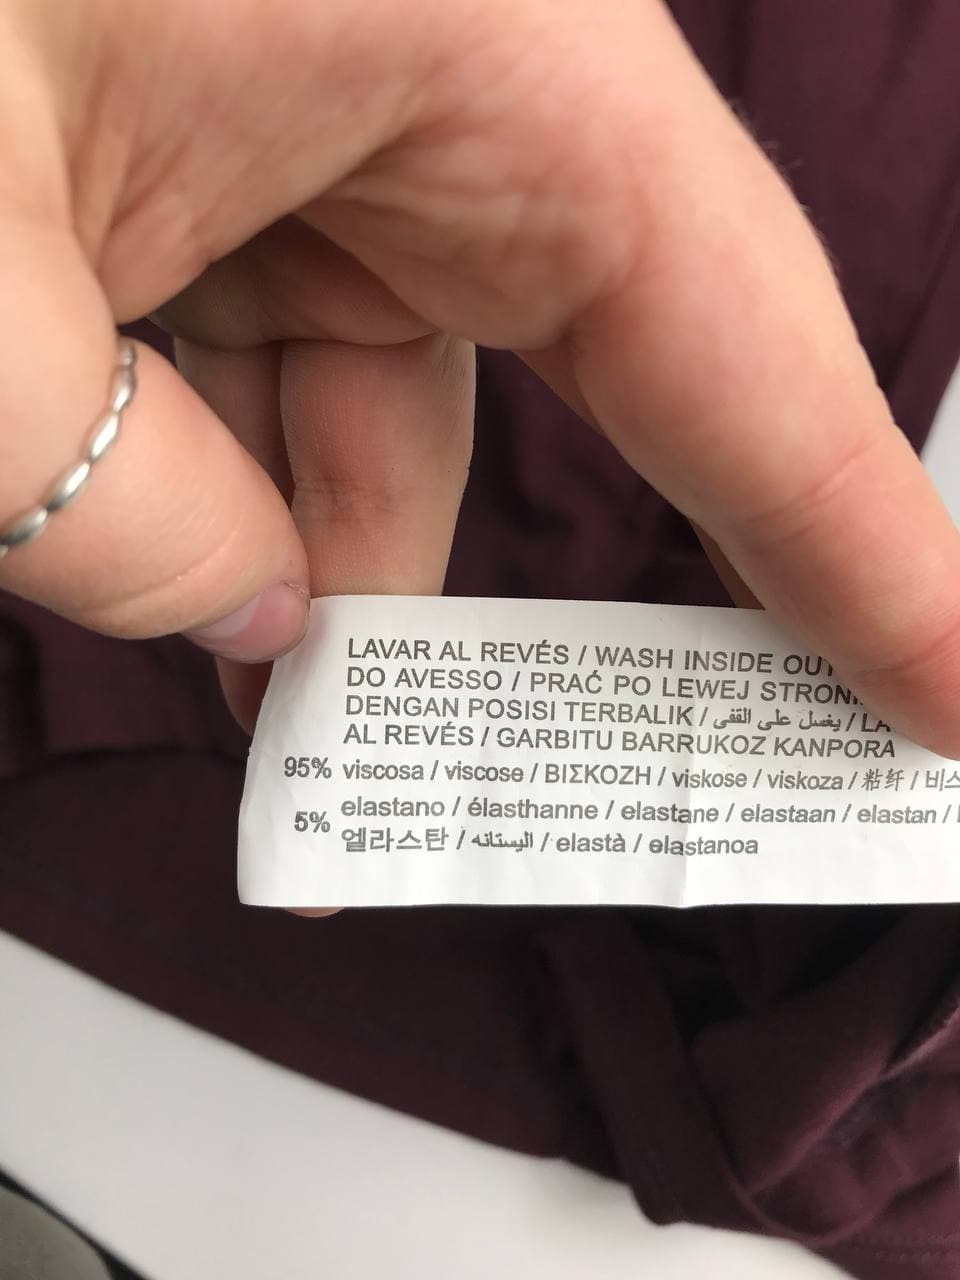 LAVAR AL REVÉS / WASH INSIDE OUT
DO AVESSO / PRAĆ PO LEWEJ
DENGAN POSISI TERBALIK / يغسل على القفى / LA
AL REVÉS / GARBITU BARRUKOZ KANPORA
95% viscosa / viscose / ΒΙΣΚΟΖΗ / viskose / viskoza / 粘纤 /
5% elastano / élasthanne / elastane / elastaan / elastan /
엘라스탄 / اليستانه / elastà / elastanoa